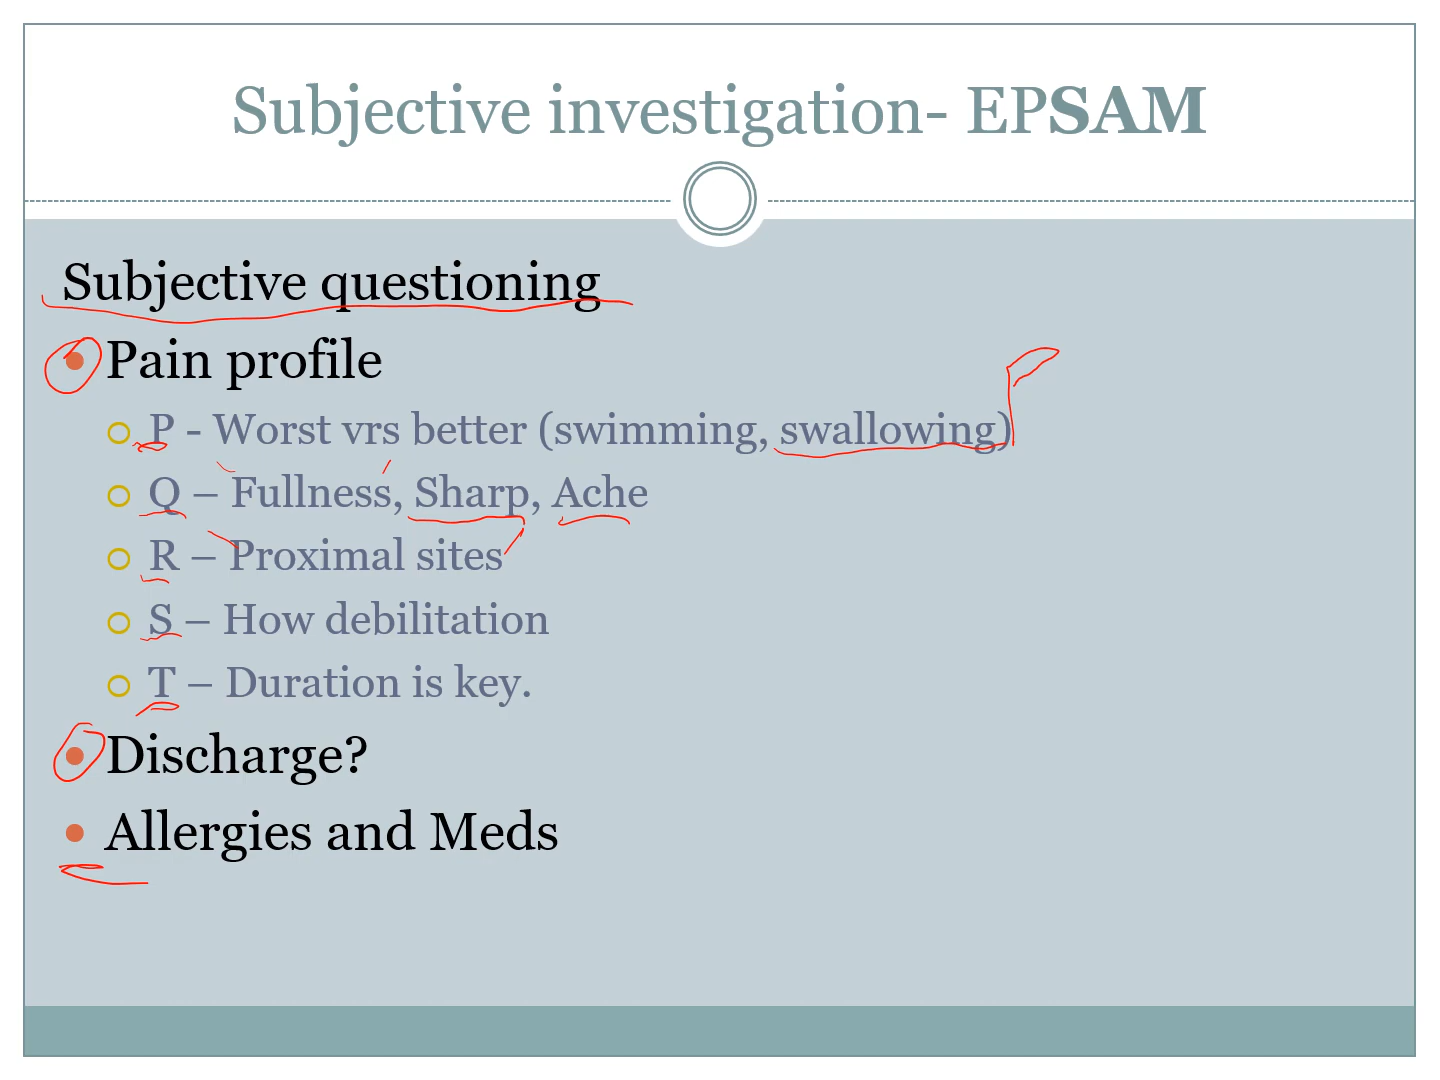 Subjective investigation- EPSAM
Subjective questioning
Pain profile
P - Worst vrs better (swimming, swallowing)
Q – Fullness, Sharp, Ache
R – Proximal sites
S – How debilitation
T – Duration is key.
Discharge?
Allergies and Meds